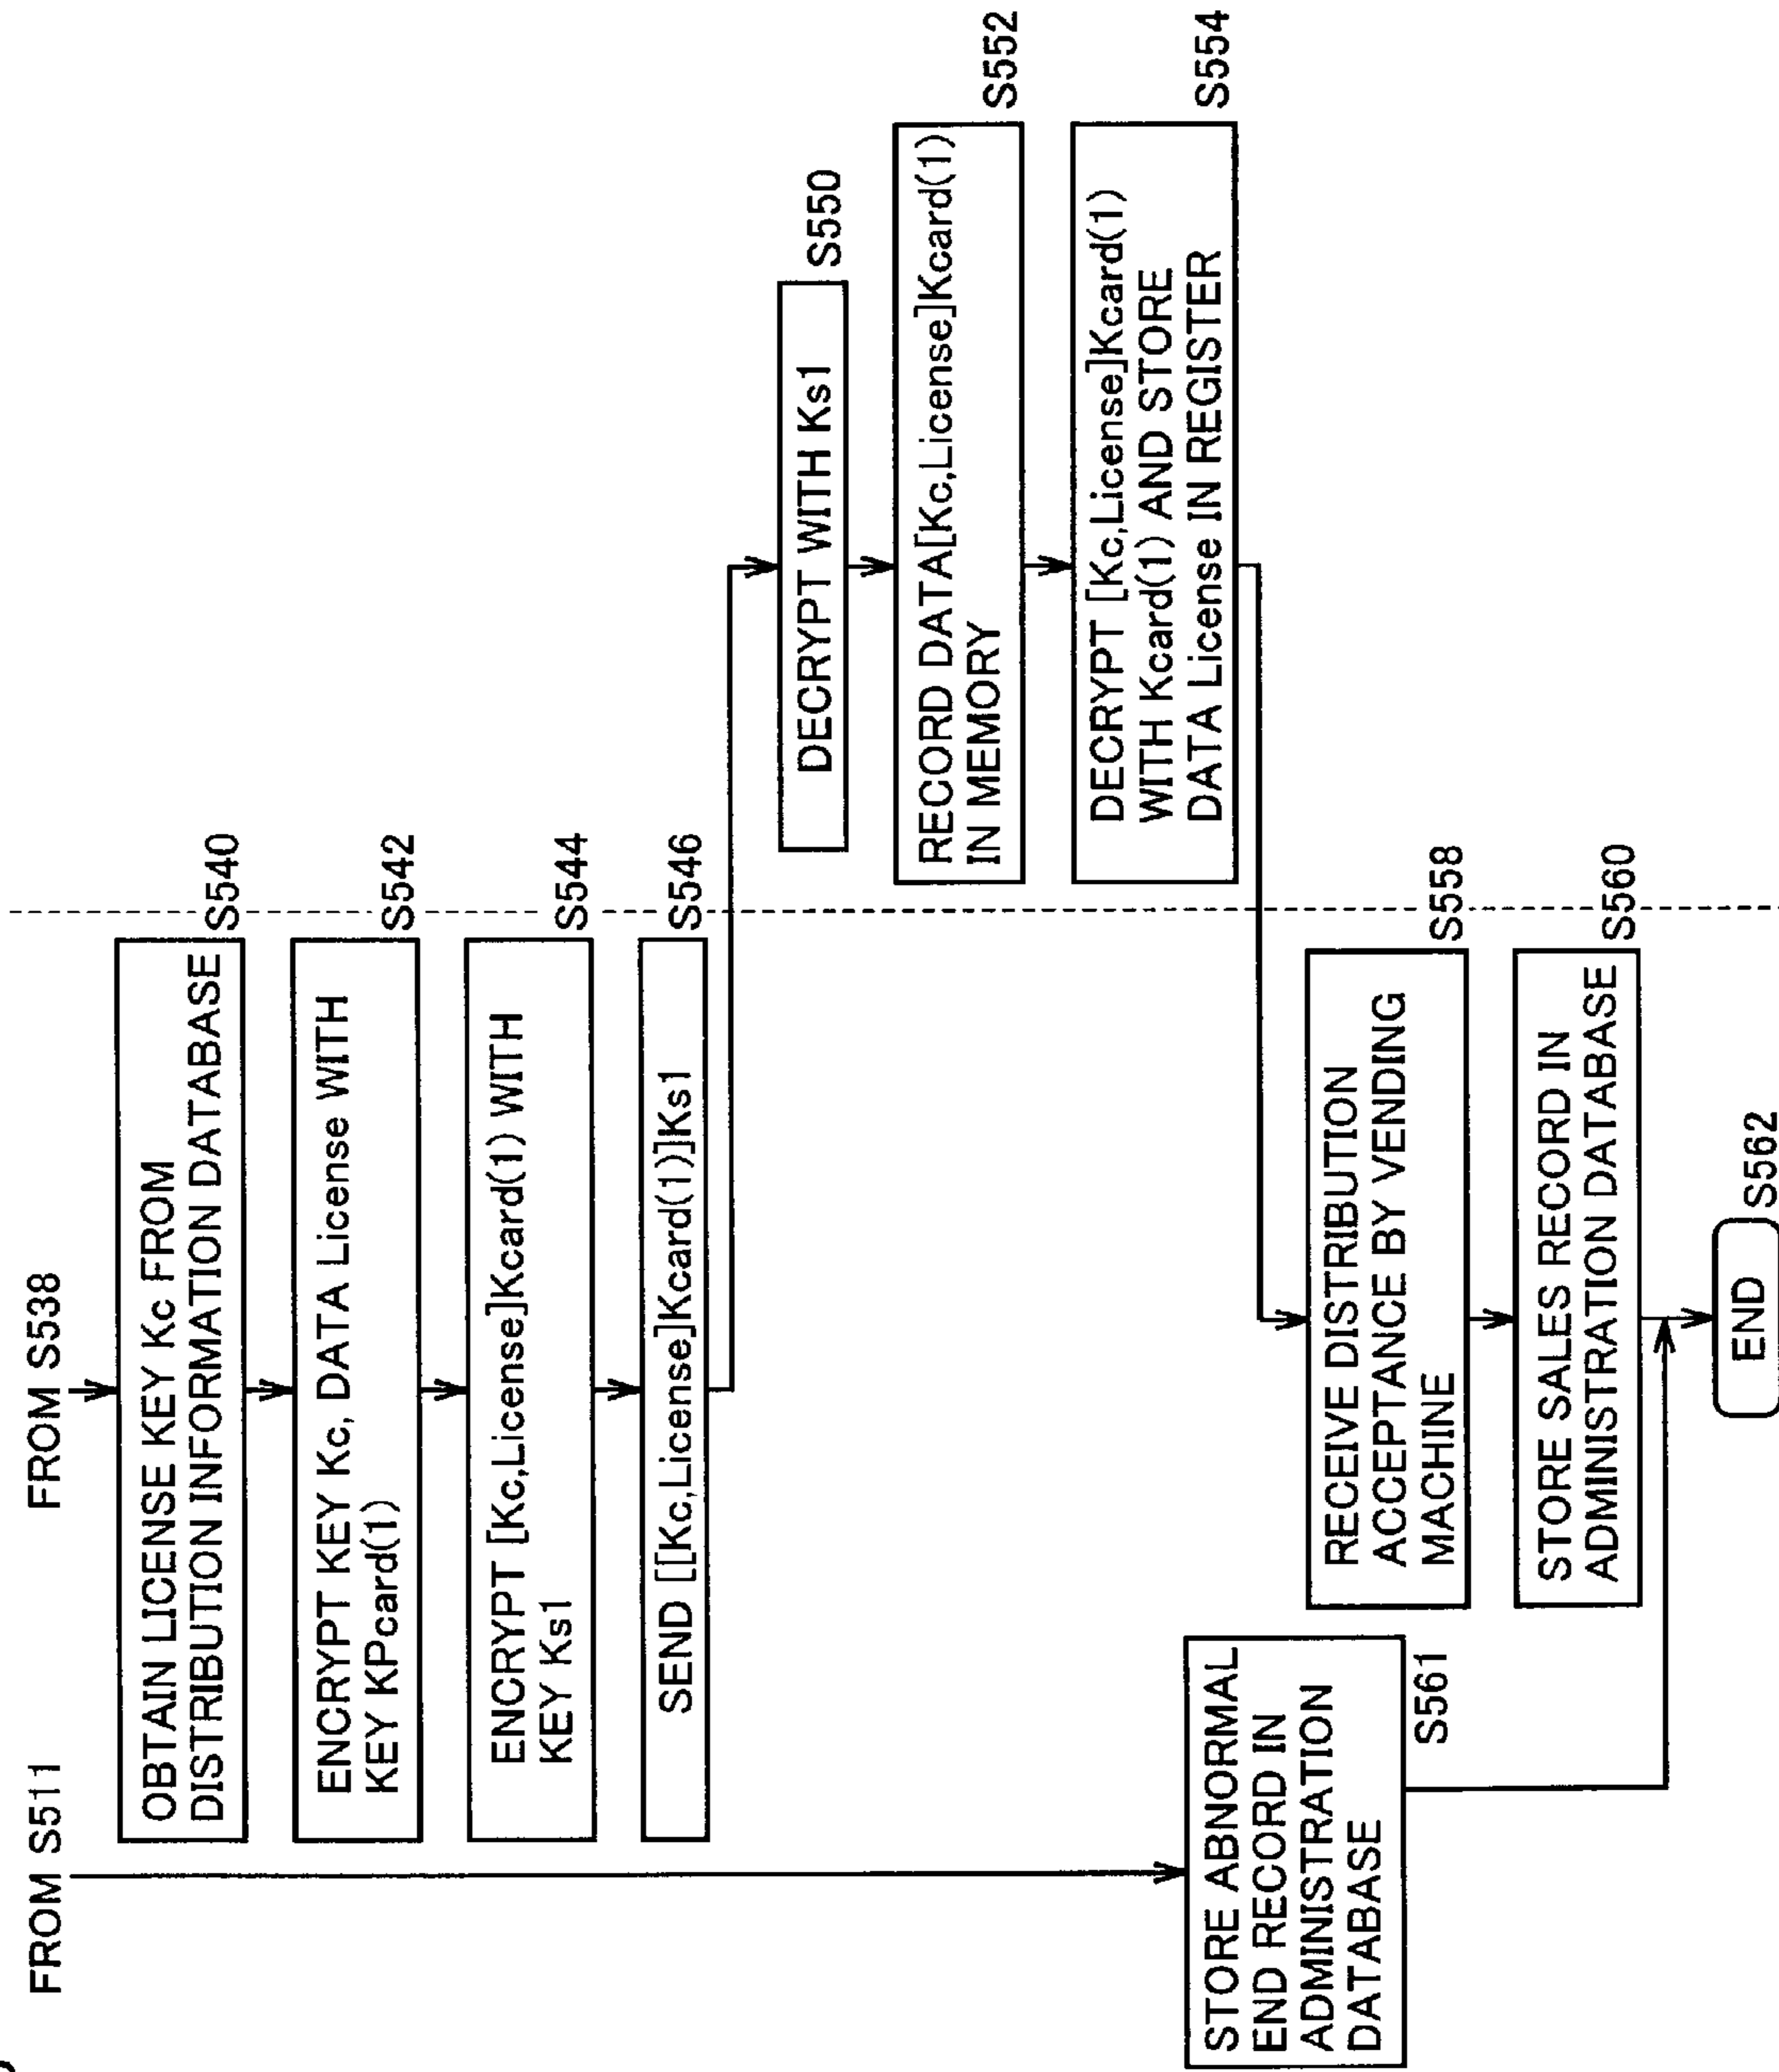 FROM S511
FROM S538
OBTAIN LICENSE KEY Kc FROM
DISTRIBUTION INFORMATION DATABASE
S540
ENCRYPT KEY Kc, DATA License WITH
KEY KPcard(1)
S542
ENCRYPT [Kc,License]Kcard(1) WITH
KEY Ks1
S544
SEND [[Kc,License]Kcard(1)]Ks1
S546
DECRYPT WITH Ks1
S550
RECORD DATA[Kc,License]Kcard(1)
IN MEMORY
S552
DECRYPT [Kc,License]Kcard(1)
WITH Kcard(1) AND STORE
DATA License IN REGISTER
S554
STORE ABNORMAL
END RECORD IN
ADMINISTRATION
DATABASE
S561
RECEIVE DISTRIBUTION
ACCEPTANCE BY VENDING
MACHINE
S558
STORE SALES RECORD IN
ADMINISTRATION DATABASE
S560
END
S562